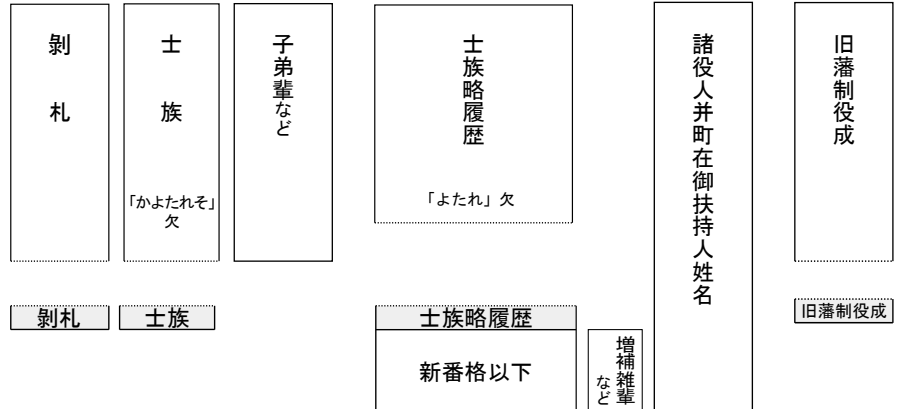 旧藩制役成
諸役人并町在御扶持人姓名
士族略履歴
「よたれ」欠
子弟輩など
士族
「かよたれそ」
欠
剝札
旧藩制役成
増補雑輩
など
士族略履歴
新番格以下
士族
剝札